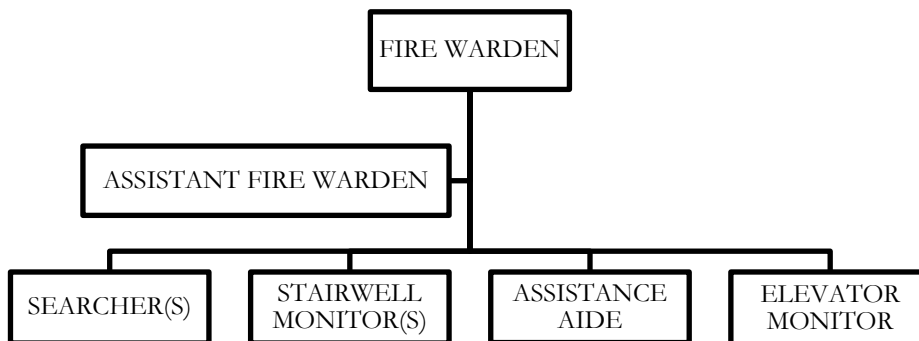 FIRE WARDEN
ASSISTANT FIRE WARDEN
SEARCHER(S)
STAIRWELL
MONITOR(S)
ASSISTANCE
AIDE
ELEVATOR
MONITOR